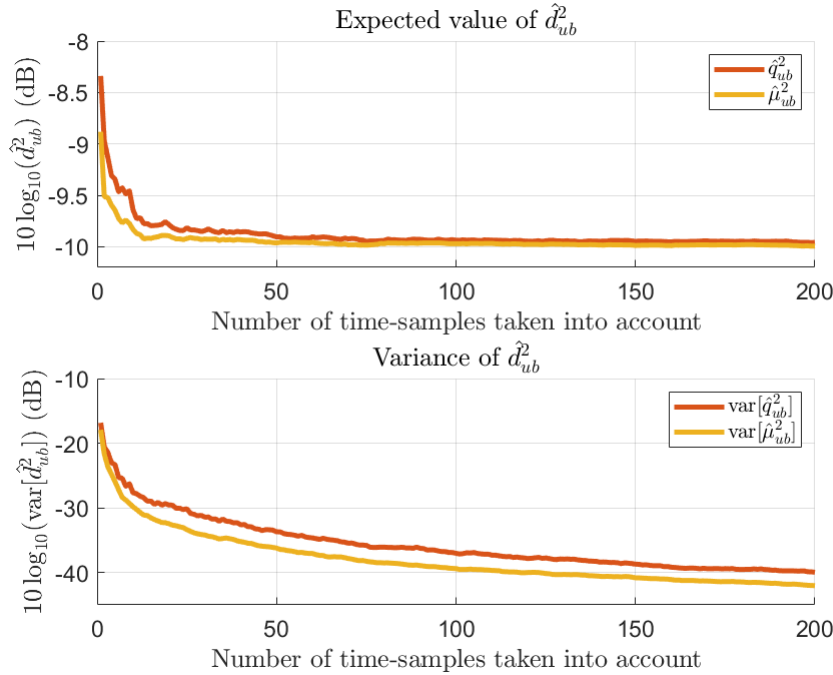 Expected value of $\hat{d}^2_{ub}$
$10\log_{10}(\hat{d}^2_{ub})$ (dB)
-8
-8.5
-9
-9.5
-10
$\hat{q}^2_{ub}$
$\hat{\mu}^2_{ub}$
0 50 100 150 200
Number of time-samples taken into account
Variance of $\hat{d}^2_{ub}$
$10\log_{10}(\mathrm{var}[\hat{d}^2_{ub}])$ (dB)
-10
-20
-30
-40
$\mathrm{var}[\hat{q}^2_{ub}]$
$\mathrm{var}[\hat{\mu}^2_{ub}]$
0 50 100 150 200
Number of time-samples taken into account